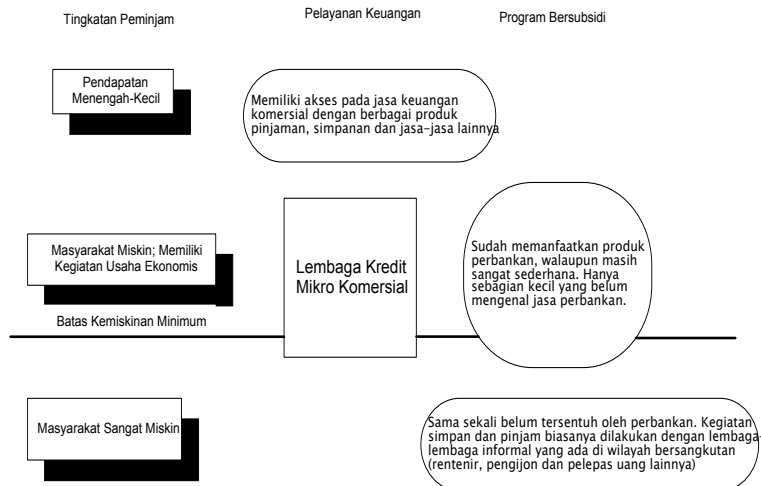 Tingkatan Peminjam
Pelayanan Keuangan
Program Bersubsidi
Pendapatan
Menengah-Kecil
Memiliki akses pada jasa keuangan
komersial dengan berbagai produk
pinjaman, simpanan dan jasa-jasa lainnya
Masyarakat Miskin; Memiliki
Kegiatan Usaha Ekonomis
Lembaga Kredit
Mikro Komersial
Sudah memanfaatkan produk
perbankan, walaupun masih
sangat sederhana. Hanya
sebagian kecil yang belum
mengenal jasa perbankan.
Batas Kemiskinan Minimum
Masyarakat Sangat Miskin
Sama sekali belum tersentuh oleh perbankan. Kegiatan
simpan dan pinjam biasanya dilakukan dengan lembaga-
lembaga informal yang ada di wilayah bersangkutan
(rentenir, pengijon dan pelepas uang lainnya)